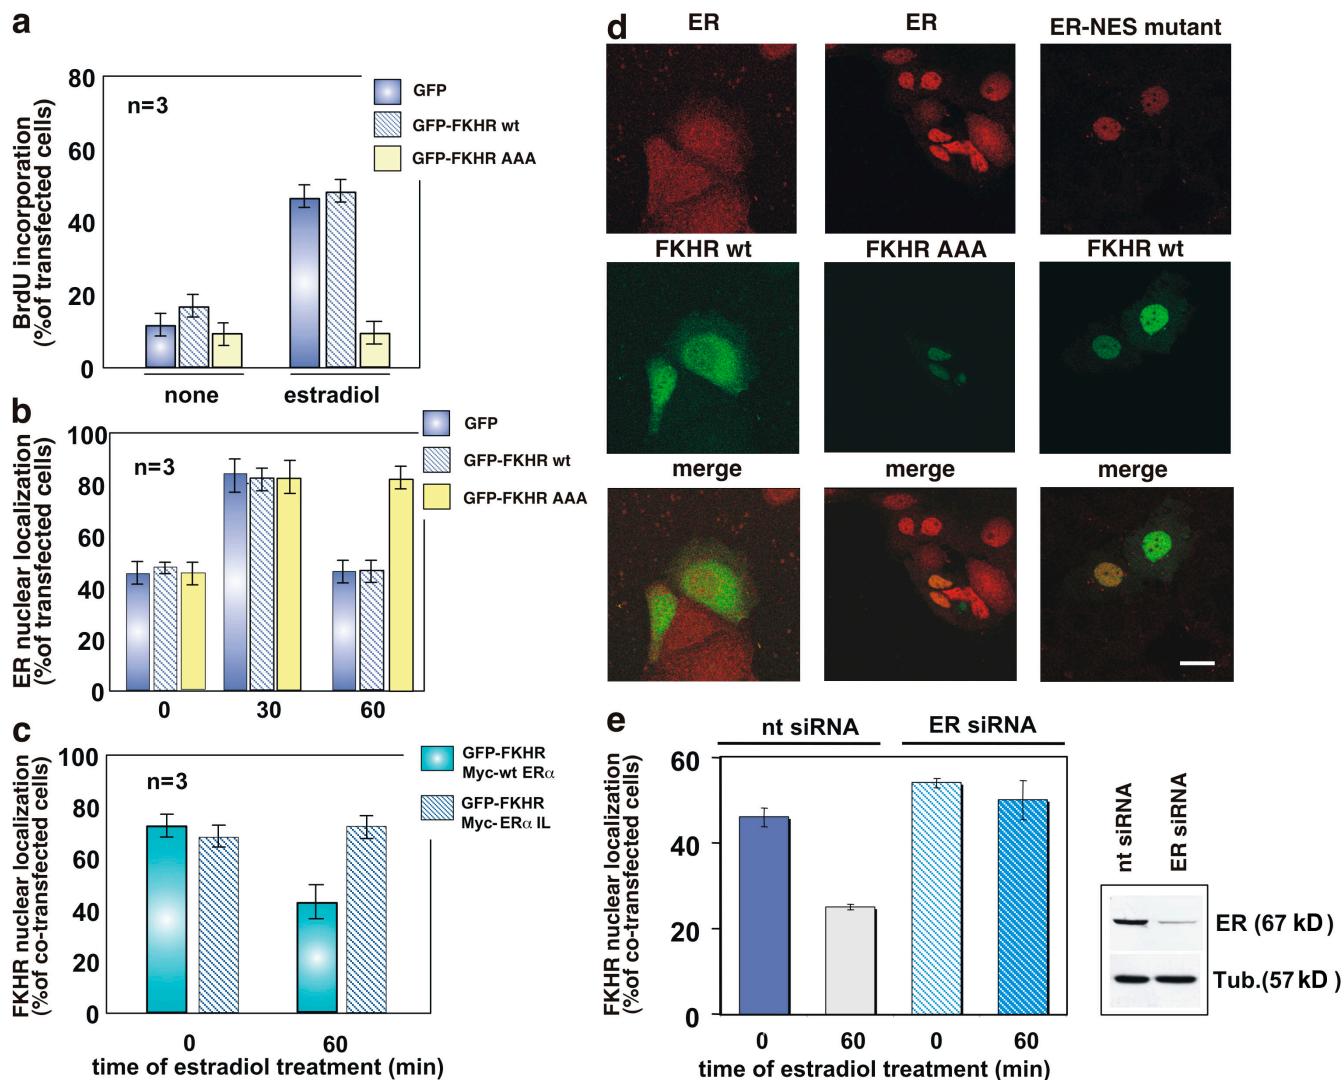 a
BrdU incorporation
(%of transfected cells)
80
60
40
20
0
n=3
GFP
GFP-FKHR wt
GFP-FKHR AAA
none
estradiol
b
ER nuclear localization
(%of transfected cells)
100
80
60
40
20
0
n=3
GFP
GFP-FKHR wt
GFP-FKHR AAA
0
30
60
c
FKHR nuclear localization
(%of co-transfected cells)
100
80
60
40
20
0
n=3
GFP-FKHR
Myc-wt ERα
GFP-FKHR
Myc-ERα IL
0
60
time of estradiol treatment (min)
d
ER
ER
ER-NES mutant
FKHR wt
FKHR AAA
FKHR wt
merge
merge
merge
e
nt siRNA
ER siRNA
FKHR nuclear localization
(%of co-transfected cells)
60
40
20
0
0
60
0
60
time of estradiol treatment (min)
nt siRNA
ER siRNA
ER (67 kD)
Tub.(57 kD)